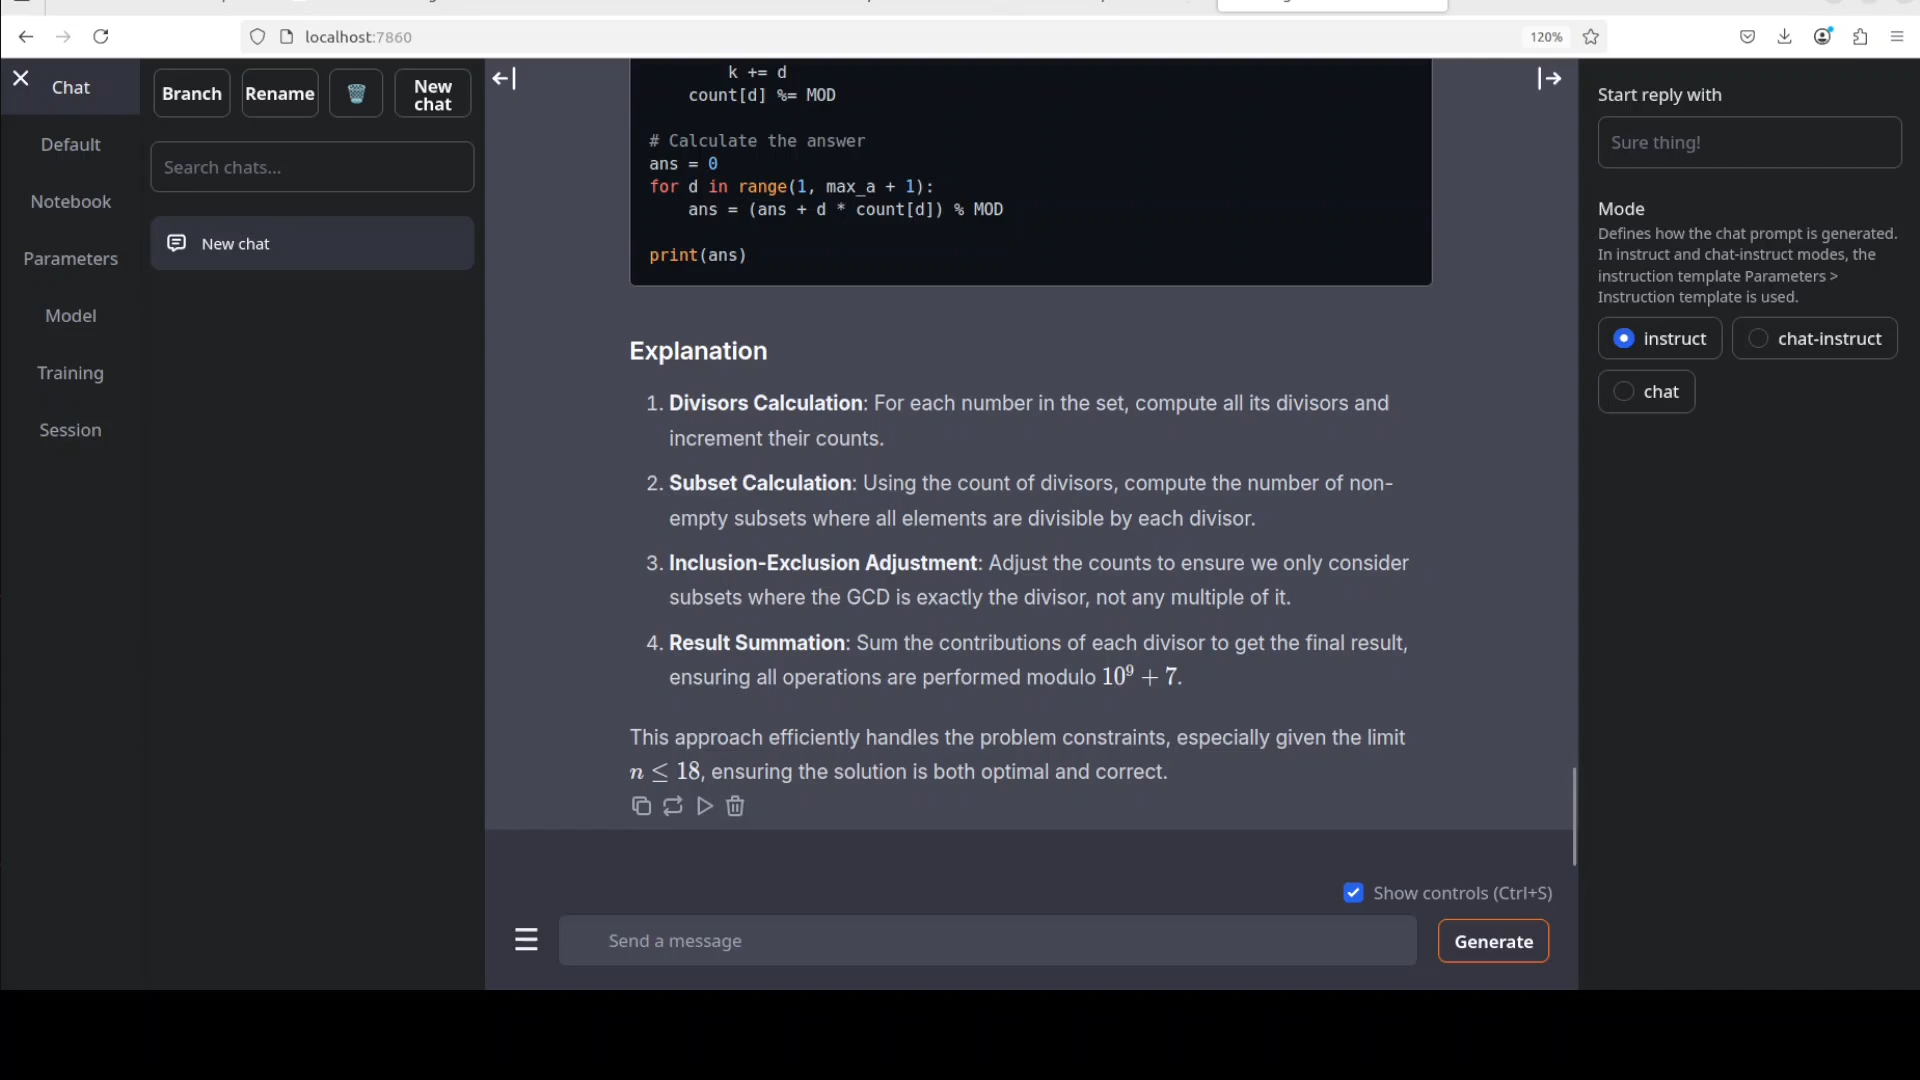 localhost:7860
120%
Chat
Default
Notebook
Parameters
Model
Training
Session
Branch
Rename
New
chat
Search chats...
New chat
k += d
count[d] %= MOD
# Calculate the answer
ans = 0
for d in range(1, max_a + 1):
ans = (ans + d * count[d]) % MOD
print(ans)
Explanation
1. Divisors Calculation: For each number in the set, compute all its divisors and
increment their counts.
2. Subset Calculation: Using the count of divisors, compute the number of non-
empty subsets where all elements are divisible by each divisor.
3. Inclusion-Exclusion Adjustment: Adjust the counts to ensure we only consider
subsets where the GCD is exactly the divisor, not any multiple of it.
4. Result Summation: Sum the contributions of each divisor to get the final result,
ensuring all operations are performed modulo 10⁹ + 7.
This approach efficiently handles the problem constraints, especially given the limit
n ≤ 18, ensuring the solution is both optimal and correct.
Show controls (Ctrl+S)
Send a message
Generate
Start reply with
Sure thing!
Mode
Defines how the chat prompt is generated.
In instruct and chat-instruct modes, the
instruction template Parameters >
Instruction template is used.
instruct
chat-instruct
chat